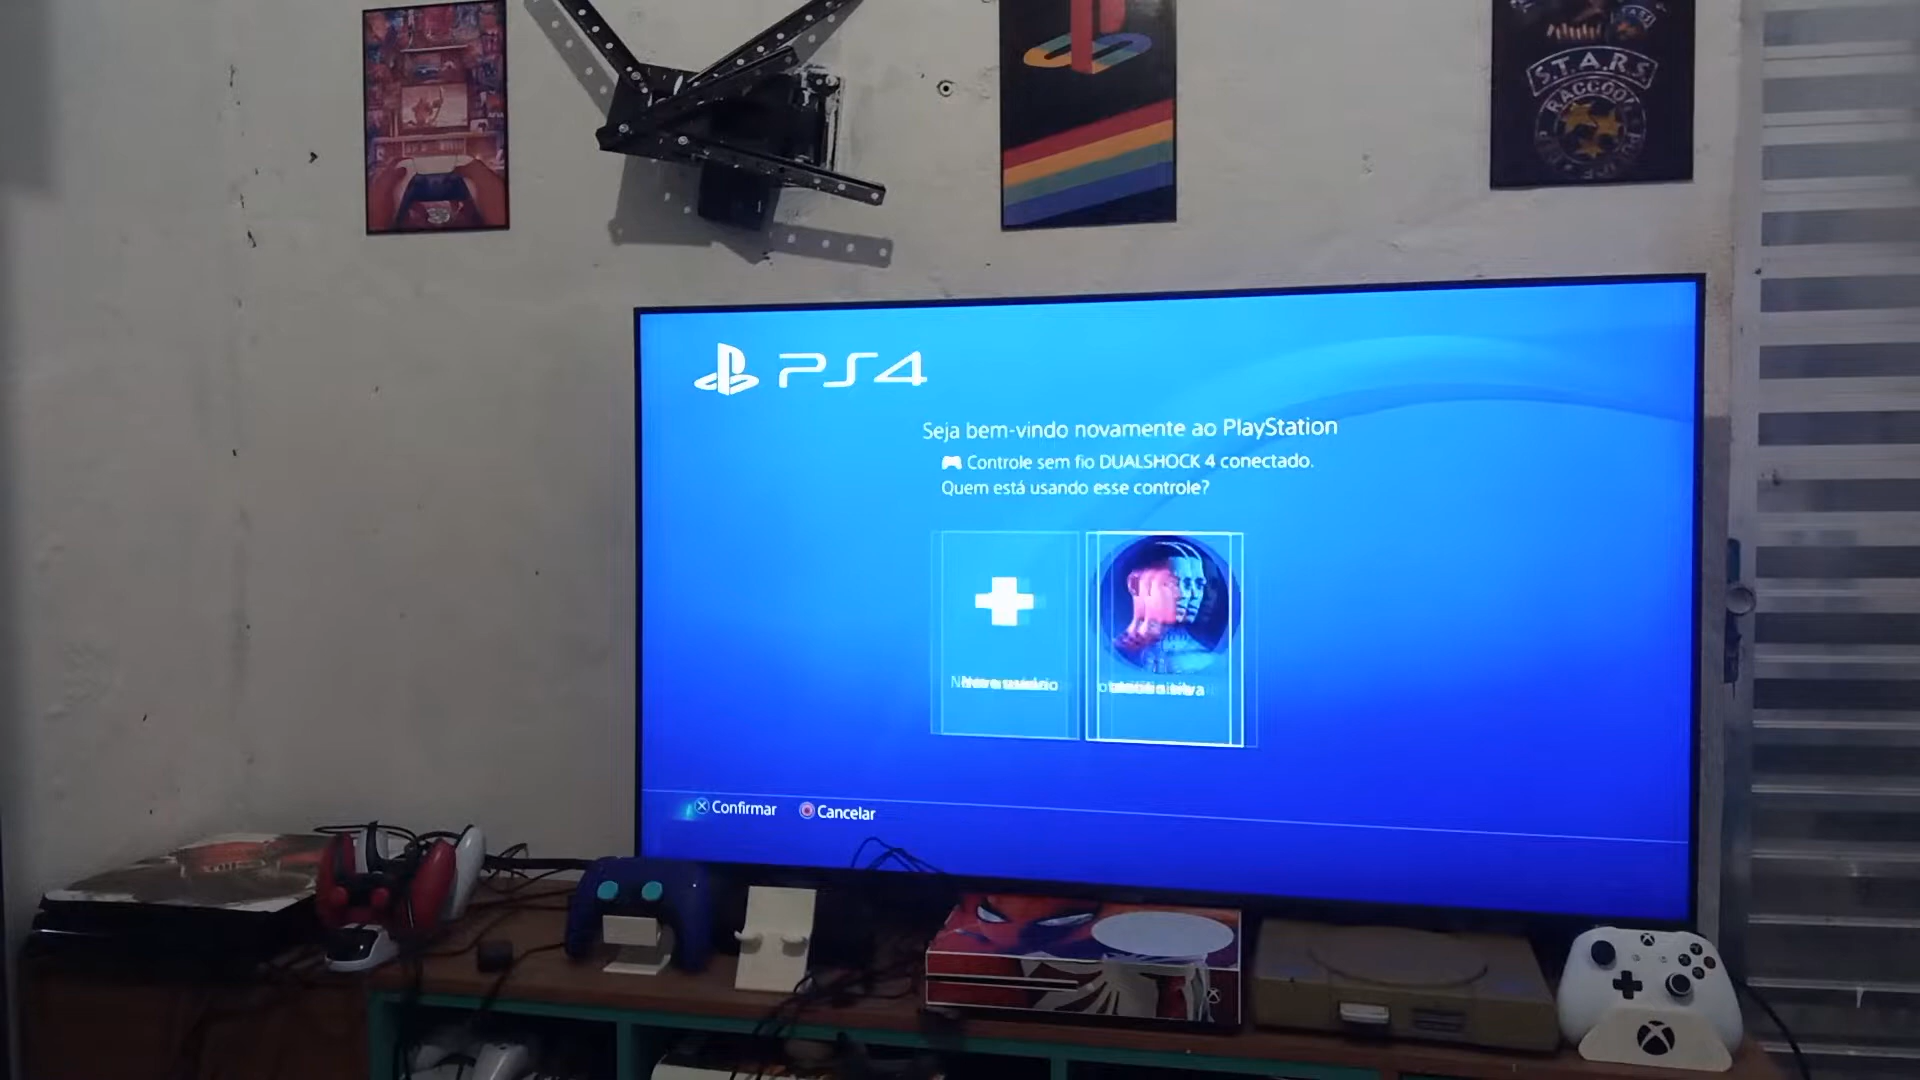 S.T.A.R.S.
RACCOON
PS4
Seja bem-vindo novamente ao PlayStation
Controle sem fio DUALSHOCK 4 conectado.
Quem está usando esse controle?
Confirmar
Cancelar